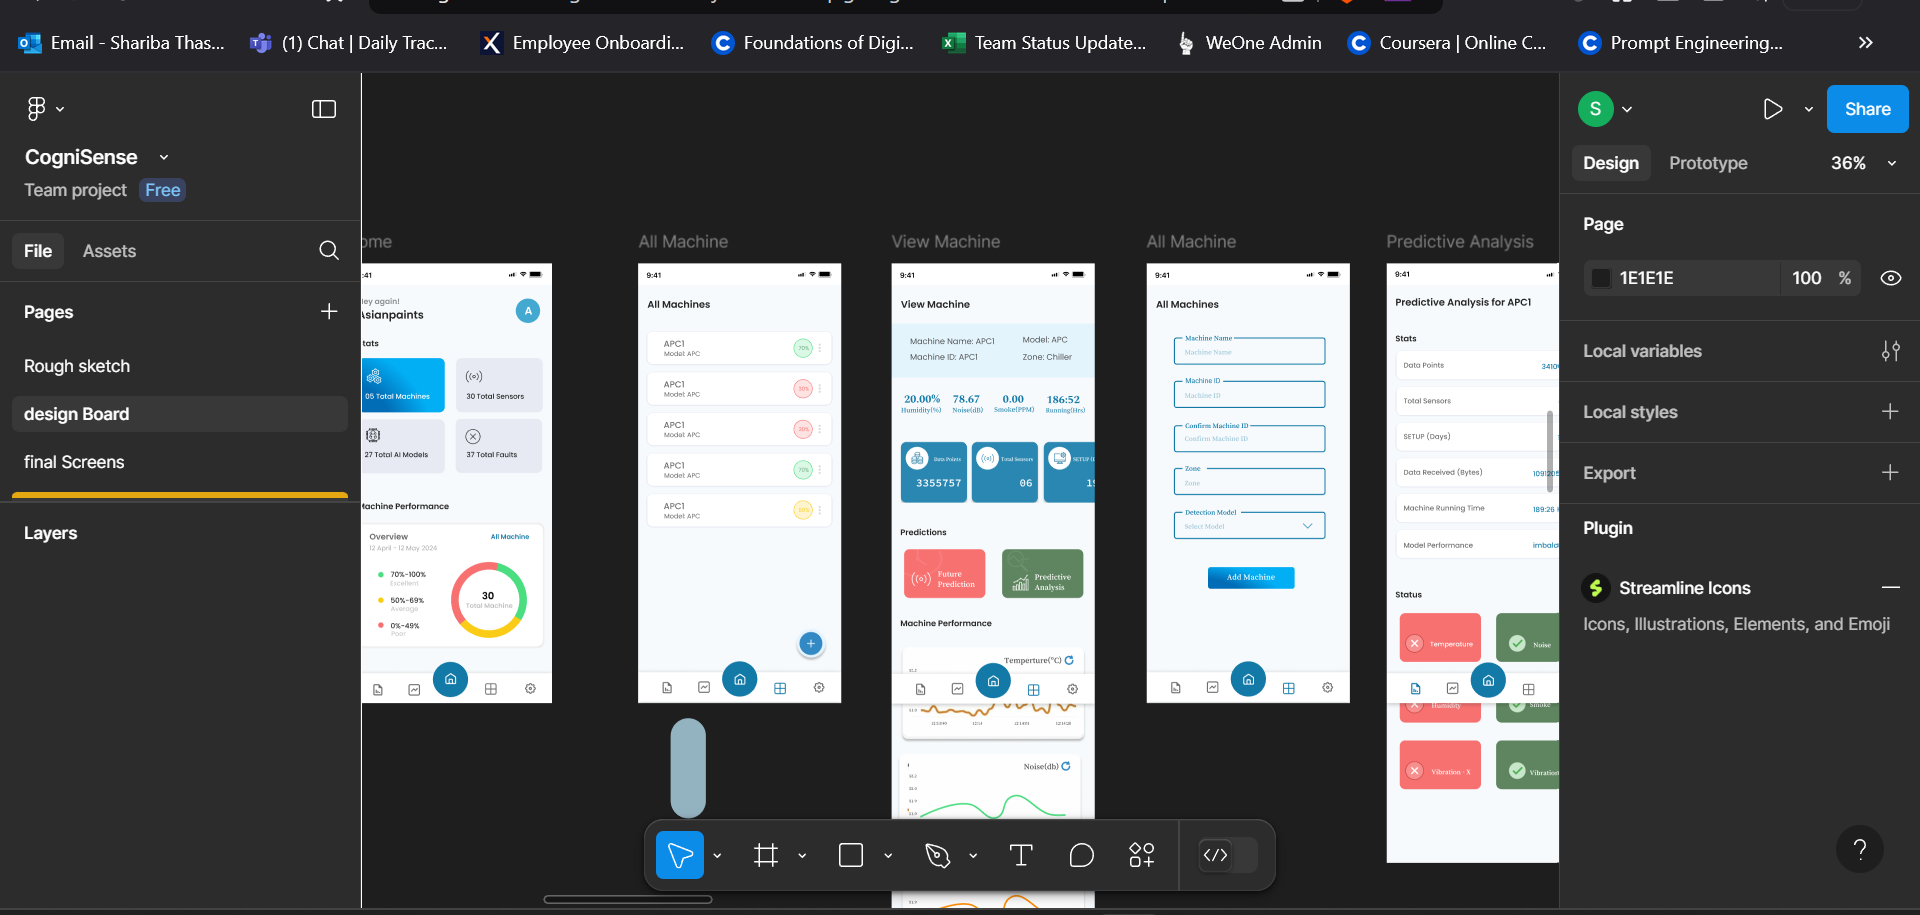 Email - Shariba Thas...
(1) Chat | Daily Trac...
Employee Onboardi...
Foundations of Digi...
Team Status Update...
WeOne Admin
Coursera | Online C...
Prompt Engineering...
CogniSense
Team project Free
File Assets
Pages
Rough sketch
design Board
final Screens
Layers
ome
:41
ey again!
Asianpaints
A
tats
05 Total Machines
30 Total Sensors
27 Total AI Models
37 Total Faults
Machine Performance
Overview
All Machine
12 April - 12 May 2024
70%-100%
Excellent
50%-69%
Average
0%-49%
Poor
30
Total Machine
All Machine
9:41
All Machines
APC1
Model: APC
70%
APC1
Model: APC
30%
APC1
Model: APC
30%
APC1
Model: APC
70%
APC1
Model: APC
View Machine
9:41
View Machine
Machine Name: APC1
Model: APC
Machine ID: APC1
Zone: Chiller
20.00% 78.67 0.00 186:52
Humidity(%) Noise(dB) Smoke(PPM) Running(Hrs)
Data Points
3355757
Total Sensors
06
SETUP (
19
Predictions
Future
Prediction
Predictive
Analysis
Machine Performance
Temperture(°C)
Noise(db)
All Machine
9:41
All Machines
Machine Name
Machine Name
Machine ID
Machine ID
Confirm Machine ID
Confirm Machine ID
Zone
Zone
Detection Model
Select Model
Add Machine
Predictive Analysis
9:41
Predictive Analysis for APC1
Stats
Data Points 3410
Total Sensors
SETUP (Days)
Data Received (Bytes) 1091205
Machine Running Time 189:26
Model Performance imbal
Status
Temperature
Noise
Humidity
Smoke
Vibration - X
Vibration
S
Share
Design Prototype 36%
Page
1E1E1E 100 %
Local variables
Local styles
Export
Plugin
Streamline Icons
Icons, Illustrations, Elements, and Emoji
?